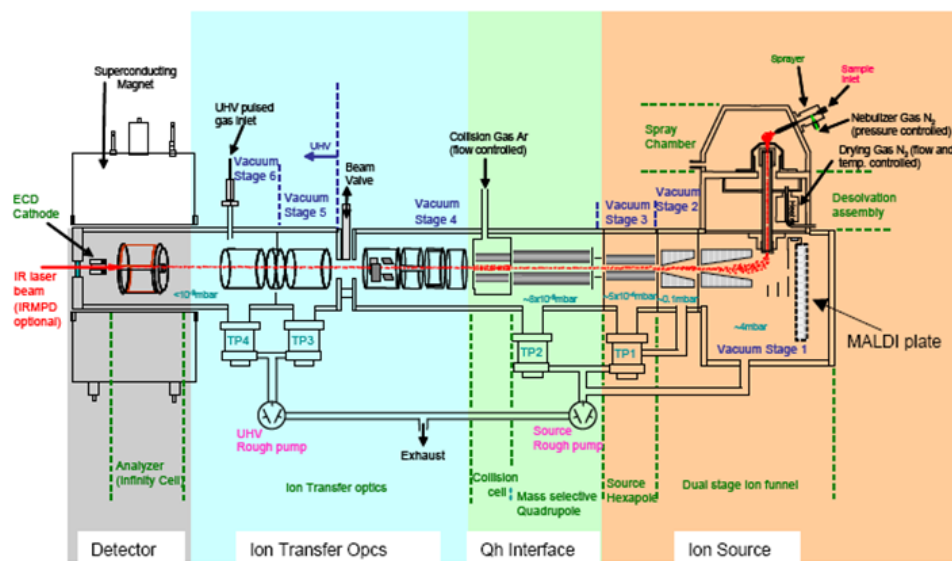 Superconducting
Magnet
UHV pulsed
gas inlet
UHV
Vacuum
Stage 6
Vacuum
Stage 5
Beam
Valve
Collision Gas Ar
(flow controlled)
Vacuum
Stage 4
Vacuum
Stage 3
Vacuum
Stage 2
Sprayer
Sample
Inlet
Nebulizer Gas N₂
(pressure controlled)
Drying Gas N₂ (flow and
temp. controlled)
Spray
Chamber
Desolvation
assembly
ECD
Cathode
IR laser
beam
(IRMPD
optional)
TP4
TP3
TP2
TP1
~0.1mbar
~4mbar
Vacuum Stage 1
MALDI plate
UHV
Rough pump
Exhaust
Source
Rough pump
Analyzer
(Infinity Cell)
Ion Transfer optics
Collision
cell
Mass selective
Quadrupole
Source
Hexapole
Dual stage Ion funnel
Detector
Ion Transfer Opcs
Qh Interface
Ion Source